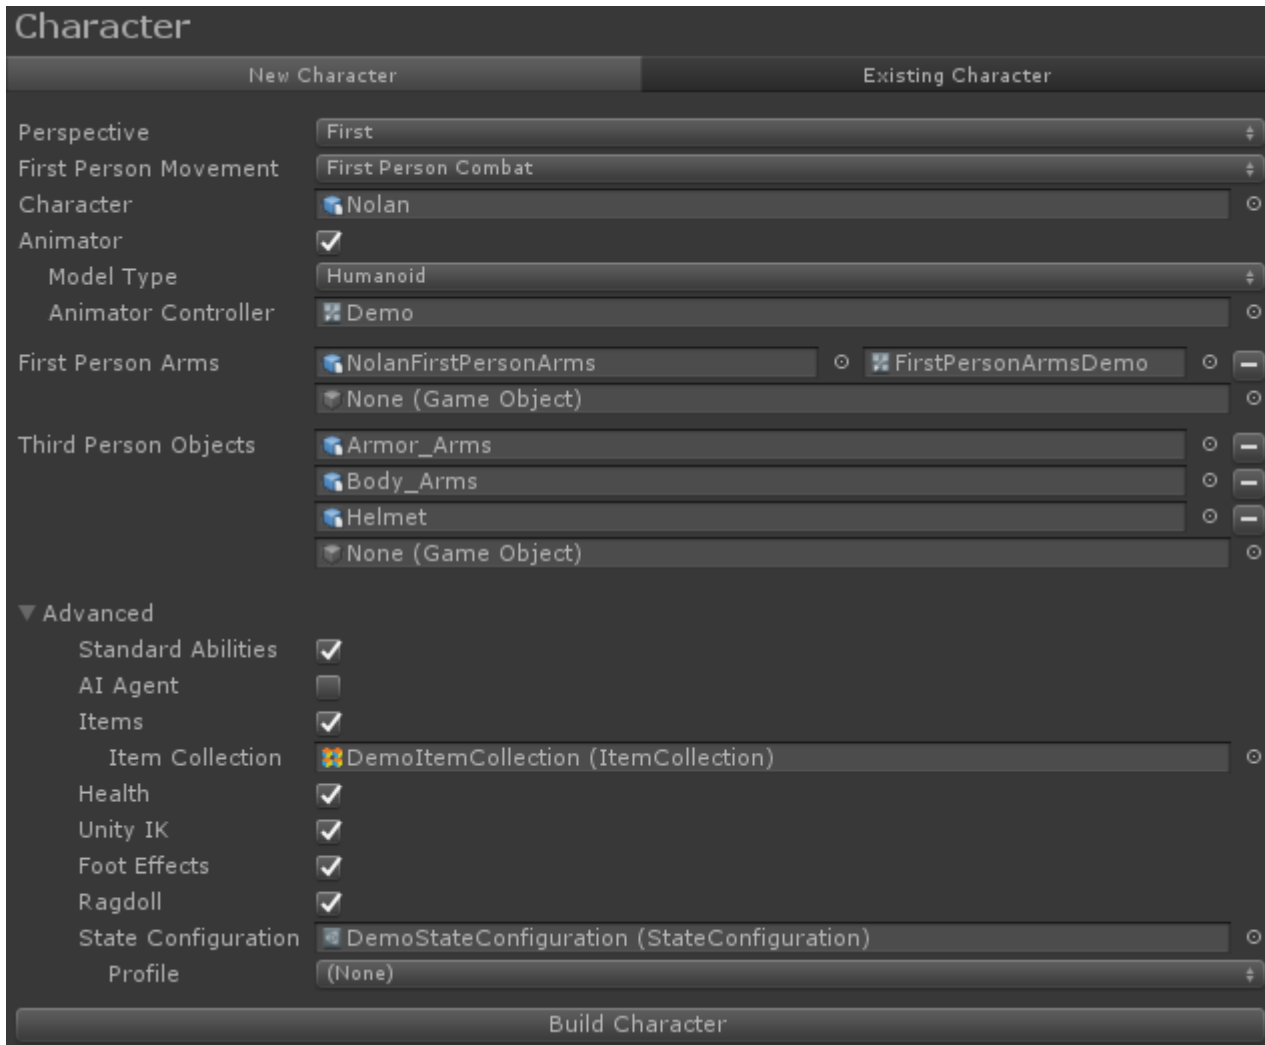 Character
New Character Existing Character
Perspective First
First Person Movement First Person Combat
Character Nolan
Animator
Model Type Humanoid
Animator Controller Demo
First Person Arms NolanFirstPersonArms FirstPersonArmsDemo
None (Game Object)
Third Person Objects Armor_Arms
Body_Arms
Helmet
None (Game Object)
Advanced
Standard Abilities
AI Agent
Items
Item Collection DemoItemCollection (ItemCollection)
Health
Unity IK
Foot Effects
Ragdoll
State Configuration DemoStateConfiguration (StateConfiguration)
Profile (None)
Build Character